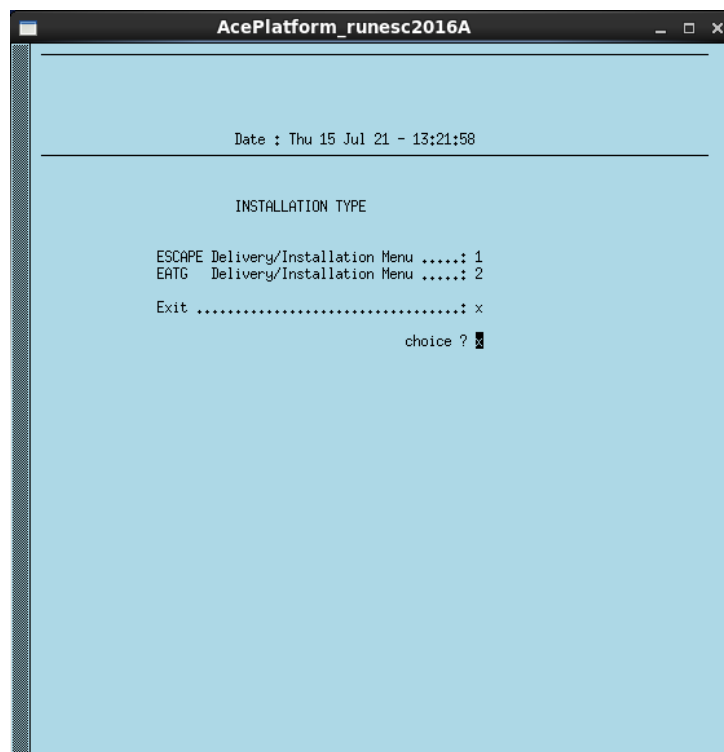 AcePlatform_runesc2016A
Date : Thu 15 Jul 21 - 13:21:58
INSTALLATION TYPE
ESCAPE Delivery/Installation Menu .....: 1
EATG   Delivery/Installation Menu .....: 2
Exit ..................................: x
choice ? x